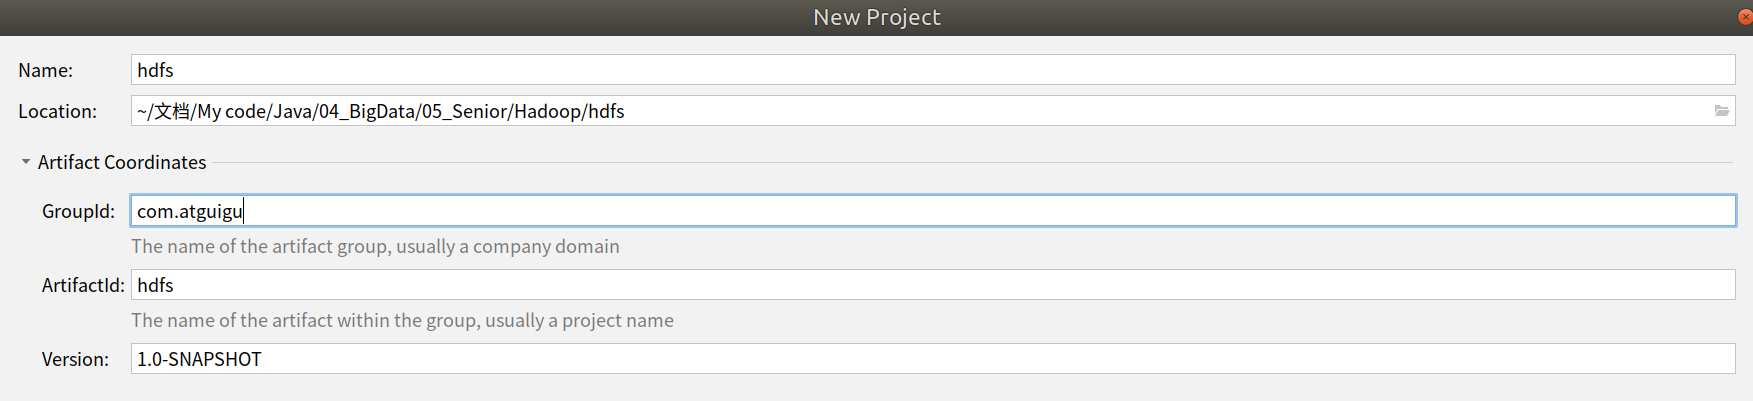 New Project
Name: hdfs
Location: ~/文档/My code/Java/04_BigData/05_Senior/Hadoop/hdfs
Artifact Coordinates
GroupId: com.atguigu
The name of the artifact group, usually a company domain
ArtifactId: hdfs
The name of the artifact within the group, usually a project name
Version: 1.0-SNAPSHOT